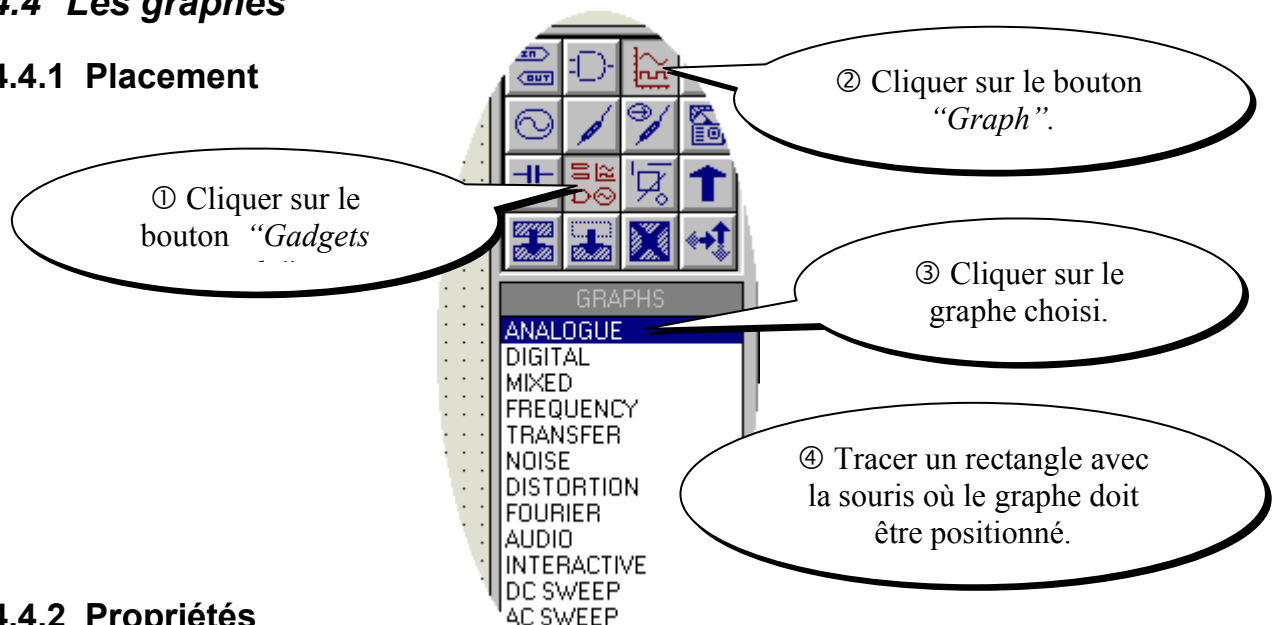 4.4 Les graphes
4.4.1 Placement
② Cliquer sur le bouton
“Graph”.
① Cliquer sur le
bouton “Gadgets
③ Cliquer sur le
graphe choisi.
GRAPHS
ANALOGUE
DIGITAL
MIXED
FREQUENCY
TRANSFER
NOISE
DISTORTION
FOURIER
AUDIO
INTERACTIVE
DC SWEEP
AC SWEEP
④ Tracer un rectangle avec
la souris où le graphe doit
être positionné.
4.4.2 Propriétés